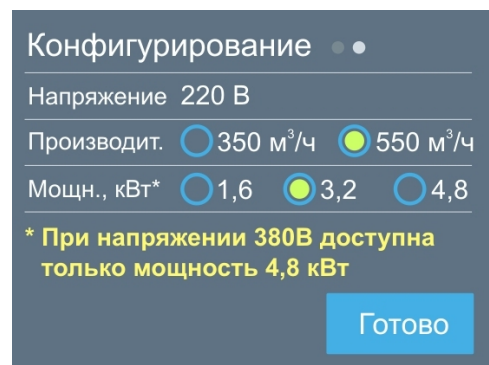 Конфигурирование
Напряжение 220 В
Производит. 350 м³/ч 550 м³/ч
Мощн., кВт* 1,6 3,2 4,8
* При напряжении 380В доступна
только мощность 4,8 кВт
Готово